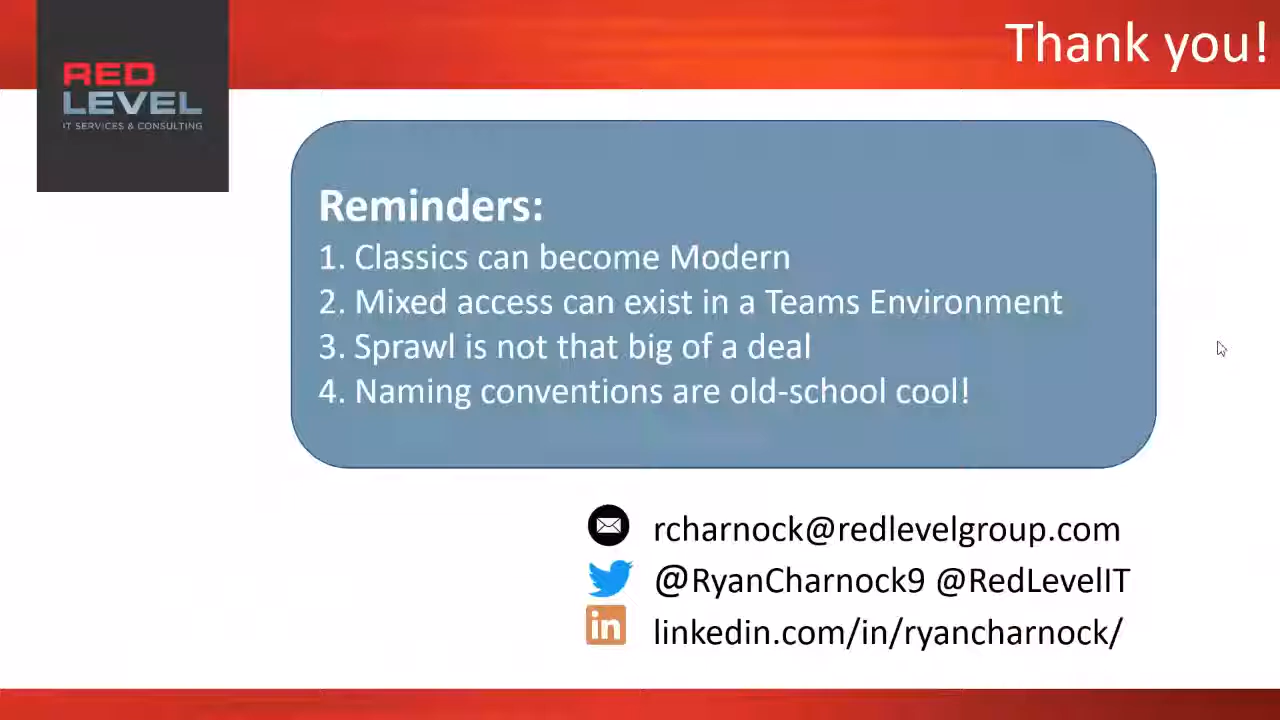 Thank you!
RED
LEVEL
IT SERVICES & CONSULTING
Reminders:
1. Classics can become Modern
2. Mixed access can exist in a Teams Environment
3. Sprawl is not that big of a deal
4. Naming conventions are old-school cool!
rcharnock@redlevelgroup.com
@RyanCharnock9 @RedLevelIT
in linkedin.com/in/ryancharnock/